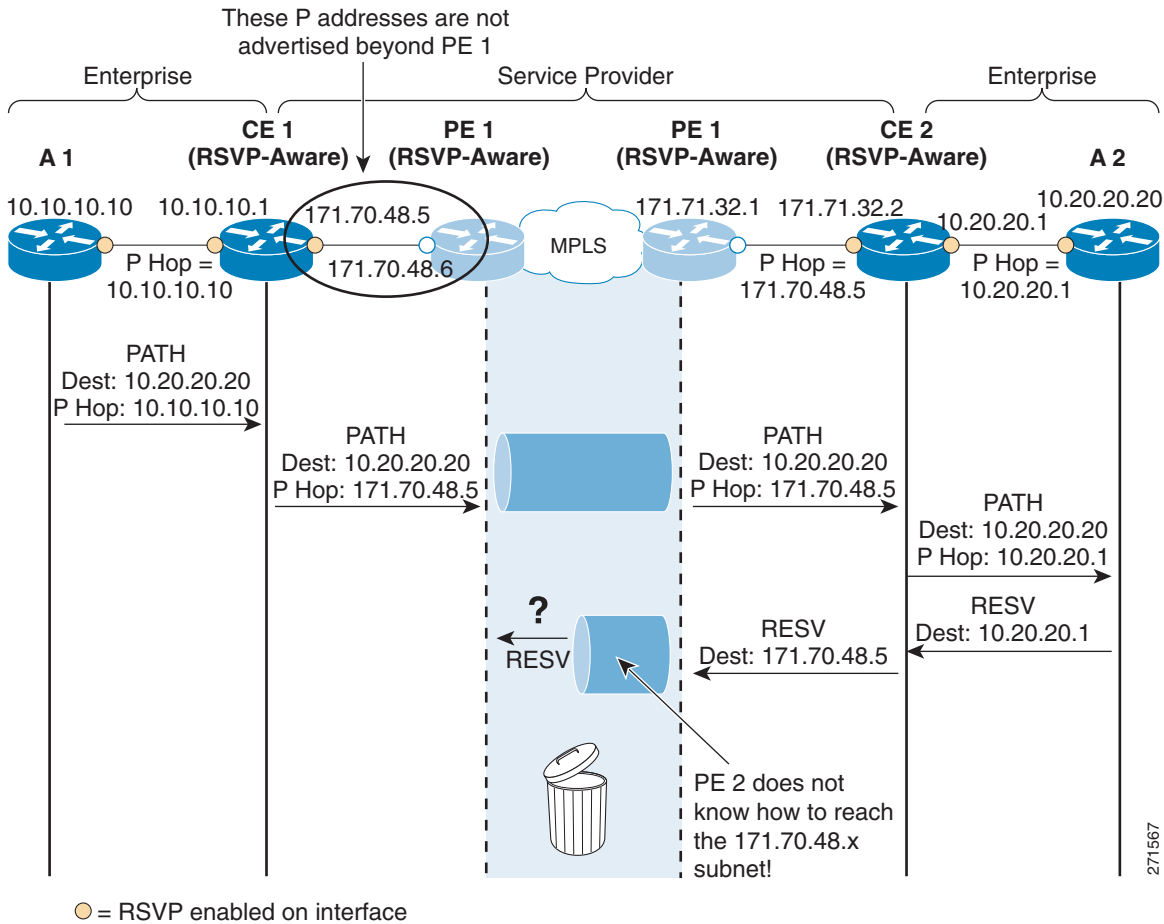 These P addresses are not
advertised beyond PE 1
Enterprise
Service Provider
Enterprise
A 1
CE 1
(RSVP-Aware)
PE 1
(RSVP-Aware)
PE 1
(RSVP-Aware)
CE 2
(RSVP-Aware)
A 2
10.10.10.10
10.10.10.1
171.70.48.5
171.70.48.6
MPLS
171.71.32.1
171.71.32.2
10.20.20.1
10.20.20.20
P Hop =
10.10.10.10
P Hop =
171.70.48.5
P Hop =
10.20.20.1
PATH
Dest: 10.20.20.20
P Hop: 10.10.10.10
PATH
Dest: 10.20.20.20
P Hop: 171.70.48.5
PATH
Dest: 10.20.20.20
P Hop: 171.70.48.5
PATH
Dest: 10.20.20.20
P Hop: 10.20.20.1
RESV
Dest: 10.20.20.1
RESV
Dest: 171.70.48.5
?
RESV
PE 2 does not
know how to reach
the 171.70.48.x
subnet!
271567
= RSVP enabled on interface